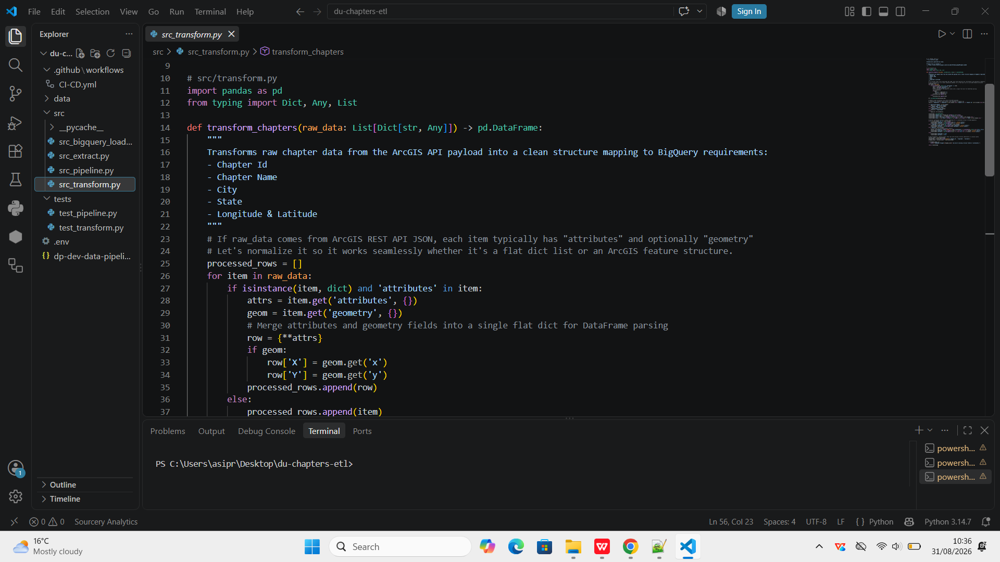 File Edit Selection View Go Run Terminal Help
du-chapters-etl
Sign In
Explorer
src_transform.py
du-c...
src > src_transform.py > transform_chapters
.github\workflows
CI-CD.yml
data
src
__pycache__
src_bigquery_load...
src_extract.py
src_pipeline.py
src_transform.py
tests
test_pipeline.py
test_transform.py
.env
dp-dev-data-pipeli...
Outline
Timeline
9
10 # src/transform.py
11 import pandas as pd
12 from typing import Dict, Any, List
13
14 def transform_chapters(raw_data: List[Dict[str, Any]]) -> pd.DataFrame:
15 """
16 Transforms raw chapter data from the ArcGIS API payload into a clean structure mapping to BigQuery requirements:
17 - Chapter Id
18 - Chapter Name
19 - City
20 - State
21 - Longitude & Latitude
22 """
23 # If raw_data comes from ArcGIS REST API JSON, each item typically has "attributes" and optionally "geometry"
24 # Let's normalize it so it works seamlessly whether it's a flat dict list or an ArcGIS feature structure.
25 processed_rows = []
26 for item in raw_data:
27 if isinstance(item, dict) and 'attributes' in item:
28 attrs = item.get('attributes', {})
29 geom = item.get('geometry', {})
30 # Merge attributes and geometry fields into a single flat dict for DataFrame parsing
31 row = {**attrs}
32 if geom:
33 row['X'] = geom.get('x')
34 row['Y'] = geom.get('y')
35 processed_rows.append(row)
36 else:
37 processed_rows.append(item)
Problems Output Debug Console Terminal Ports
PS C:\Users\asipr\Desktop\du-chapters-etl>
powersh...
powersh...
powersh...
1
0 0 Sourcery Analytics
Ln 56, Col 23 Spaces: 4 UTF-8 LF { } Python Python 3.14.7
16°C
Mostly cloudy
Search
10:36
31/08/2026